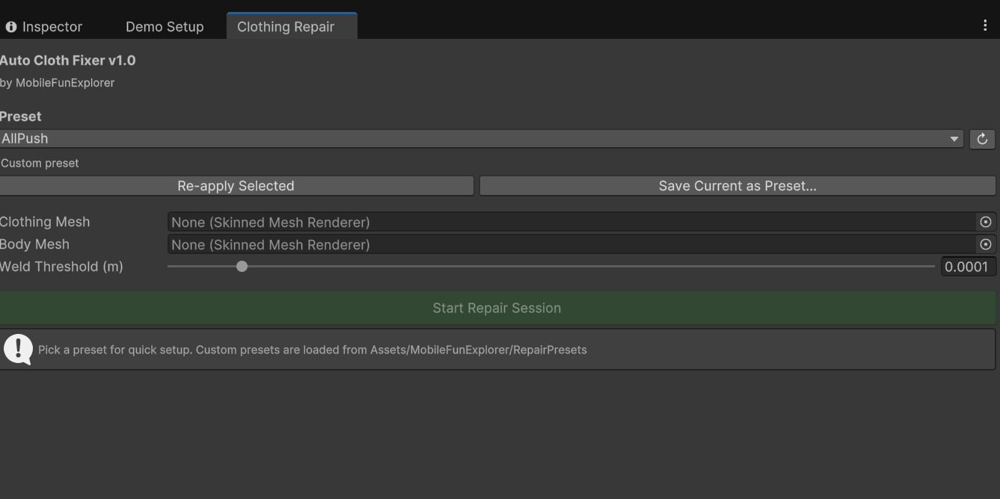 Inspector Demo Setup Clothing Repair
Auto Cloth Fixer v1.0
by MobileFunExplorer
Preset
AllPush
Custom preset
Re-apply Selected Save Current as Preset...
Clothing Mesh None (Skinned Mesh Renderer)
Body Mesh None (Skinned Mesh Renderer)
Weld Threshold (m) 0.0001
Start Repair Session
Pick a preset for quick setup. Custom presets are loaded from Assets/MobileFunExplorer/RepairPresets